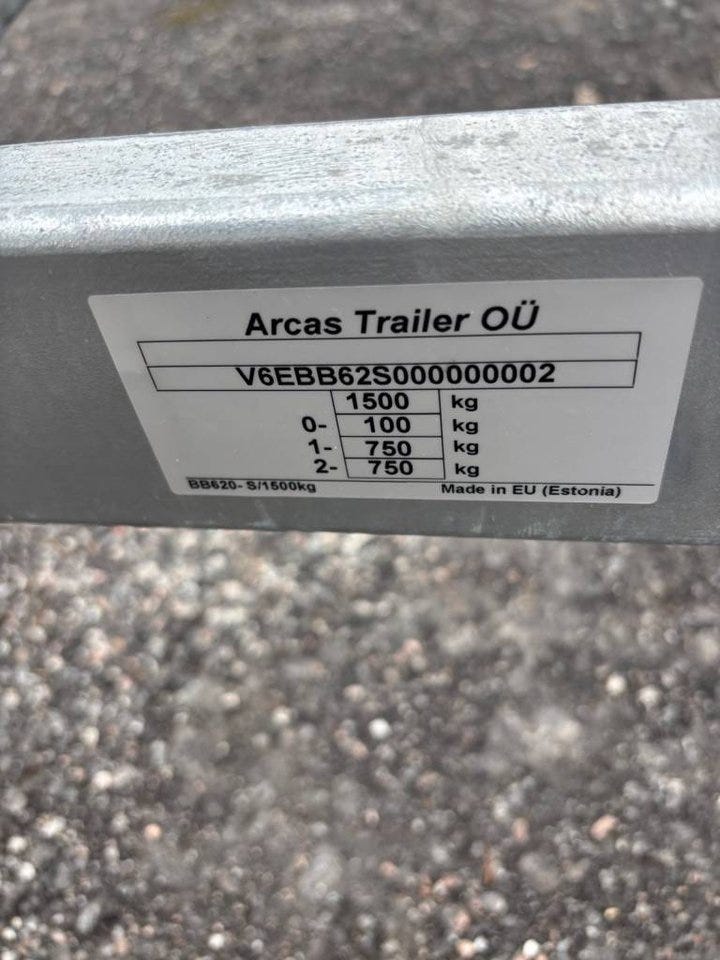 Arcas Trailer OÜ
V6EBB62S000000002
1500 kg
0- 100 kg
1- 750 kg
2- 750 kg
BB620- S/1500kg Made in EU (Estonia)